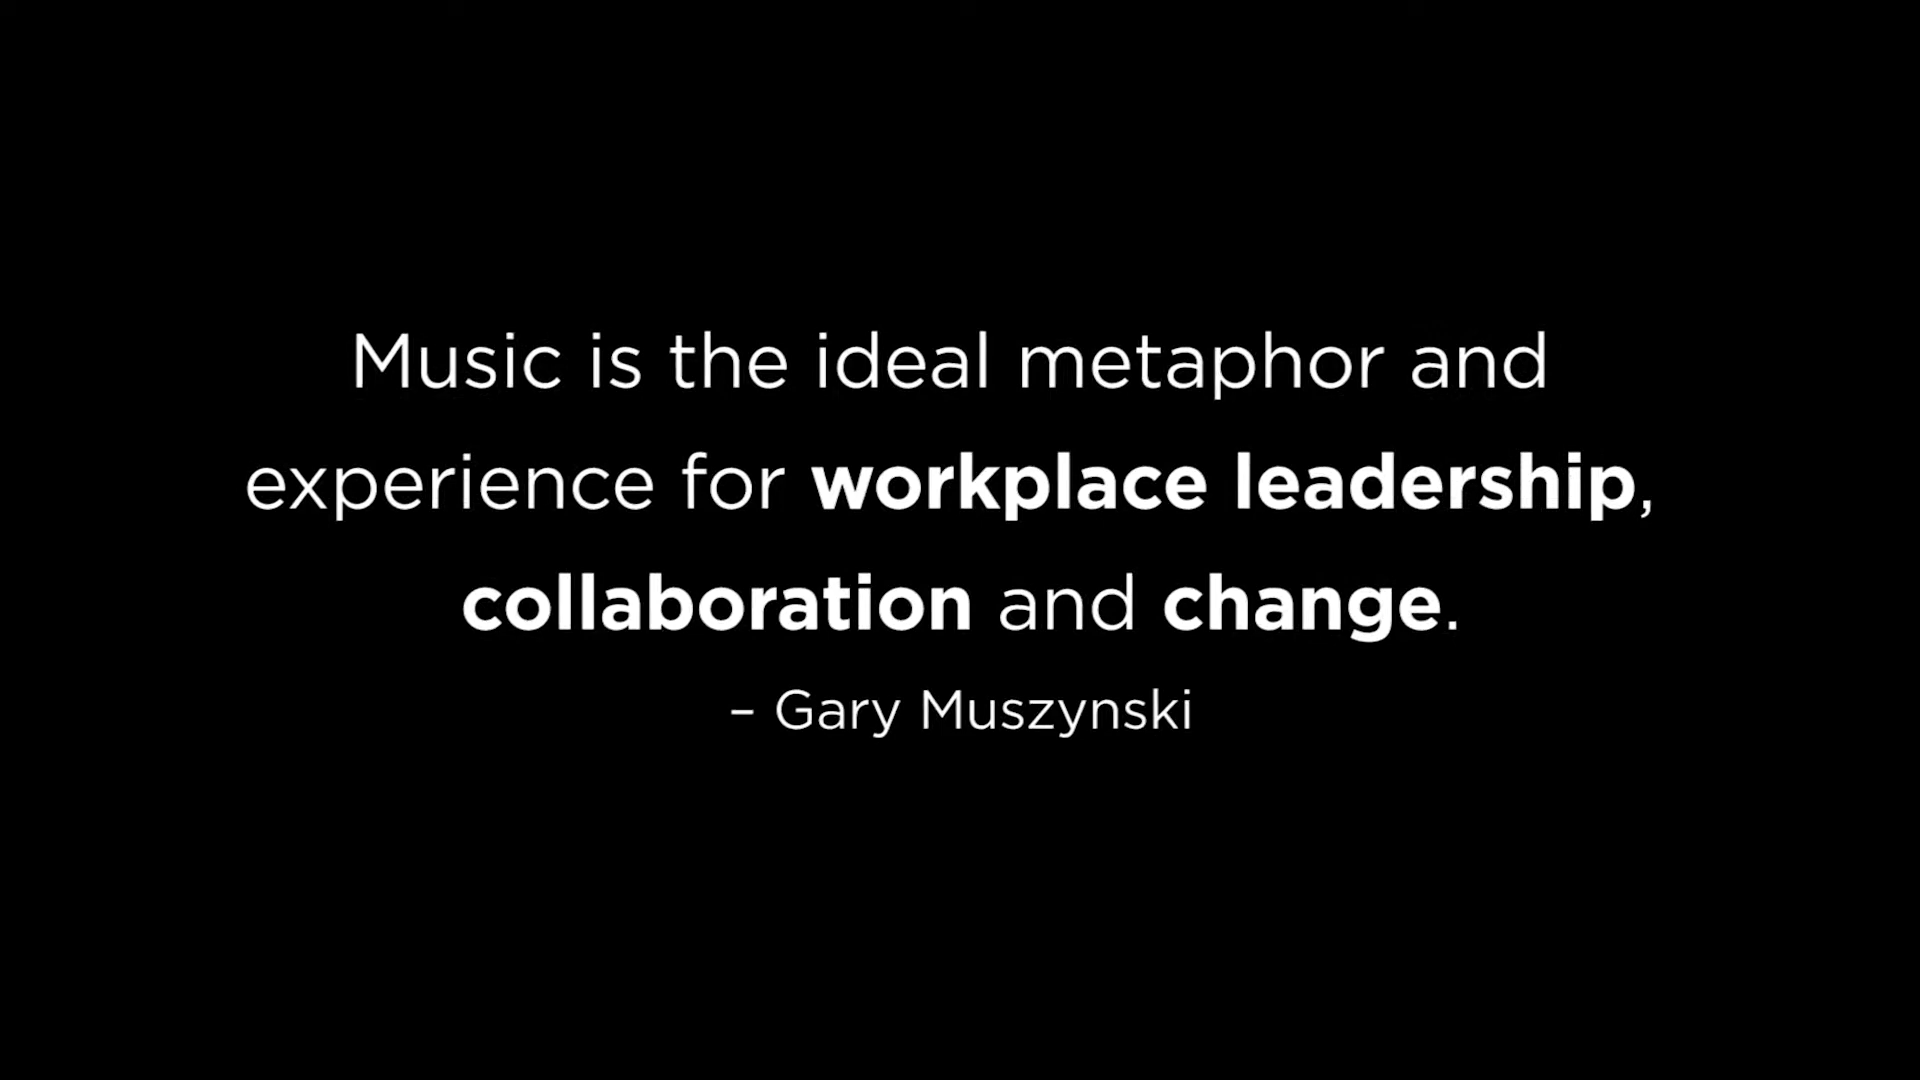 Music is the ideal metaphor and
experience for workplace leadership,
collaboration and change.
– Gary Muszynski